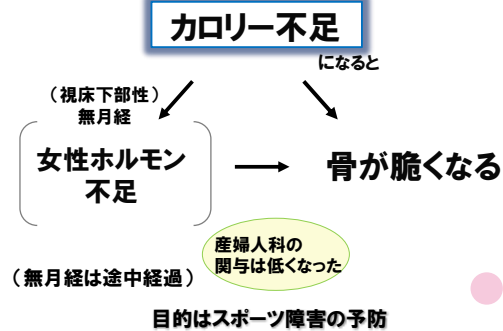 カロリー不足
になると
（視床下部性）
無月経
女性ホルモン
不足
骨が脆くなる
産婦人科の
関与は低くなった
（無月経は途中経過）
目的はスポーツ障害の予防